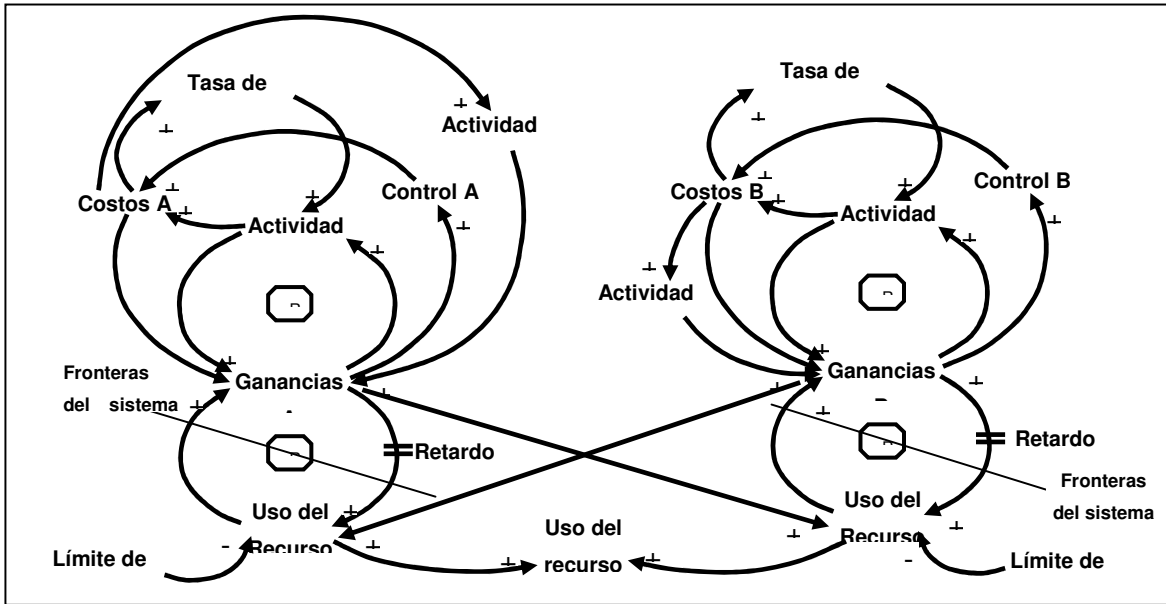 Tasa de
Actividad
Costos A
Control A
Actividad
Ganancias
Fronteras
del sistema
Retardo
Uso del
Recurso
Límite de
Tasa de
Costos B
Control B
Actividad
Actividad
Ganancias
Retardo
Fronteras
del sistema
Uso del
Recurso
Límite de
Uso del
recurso